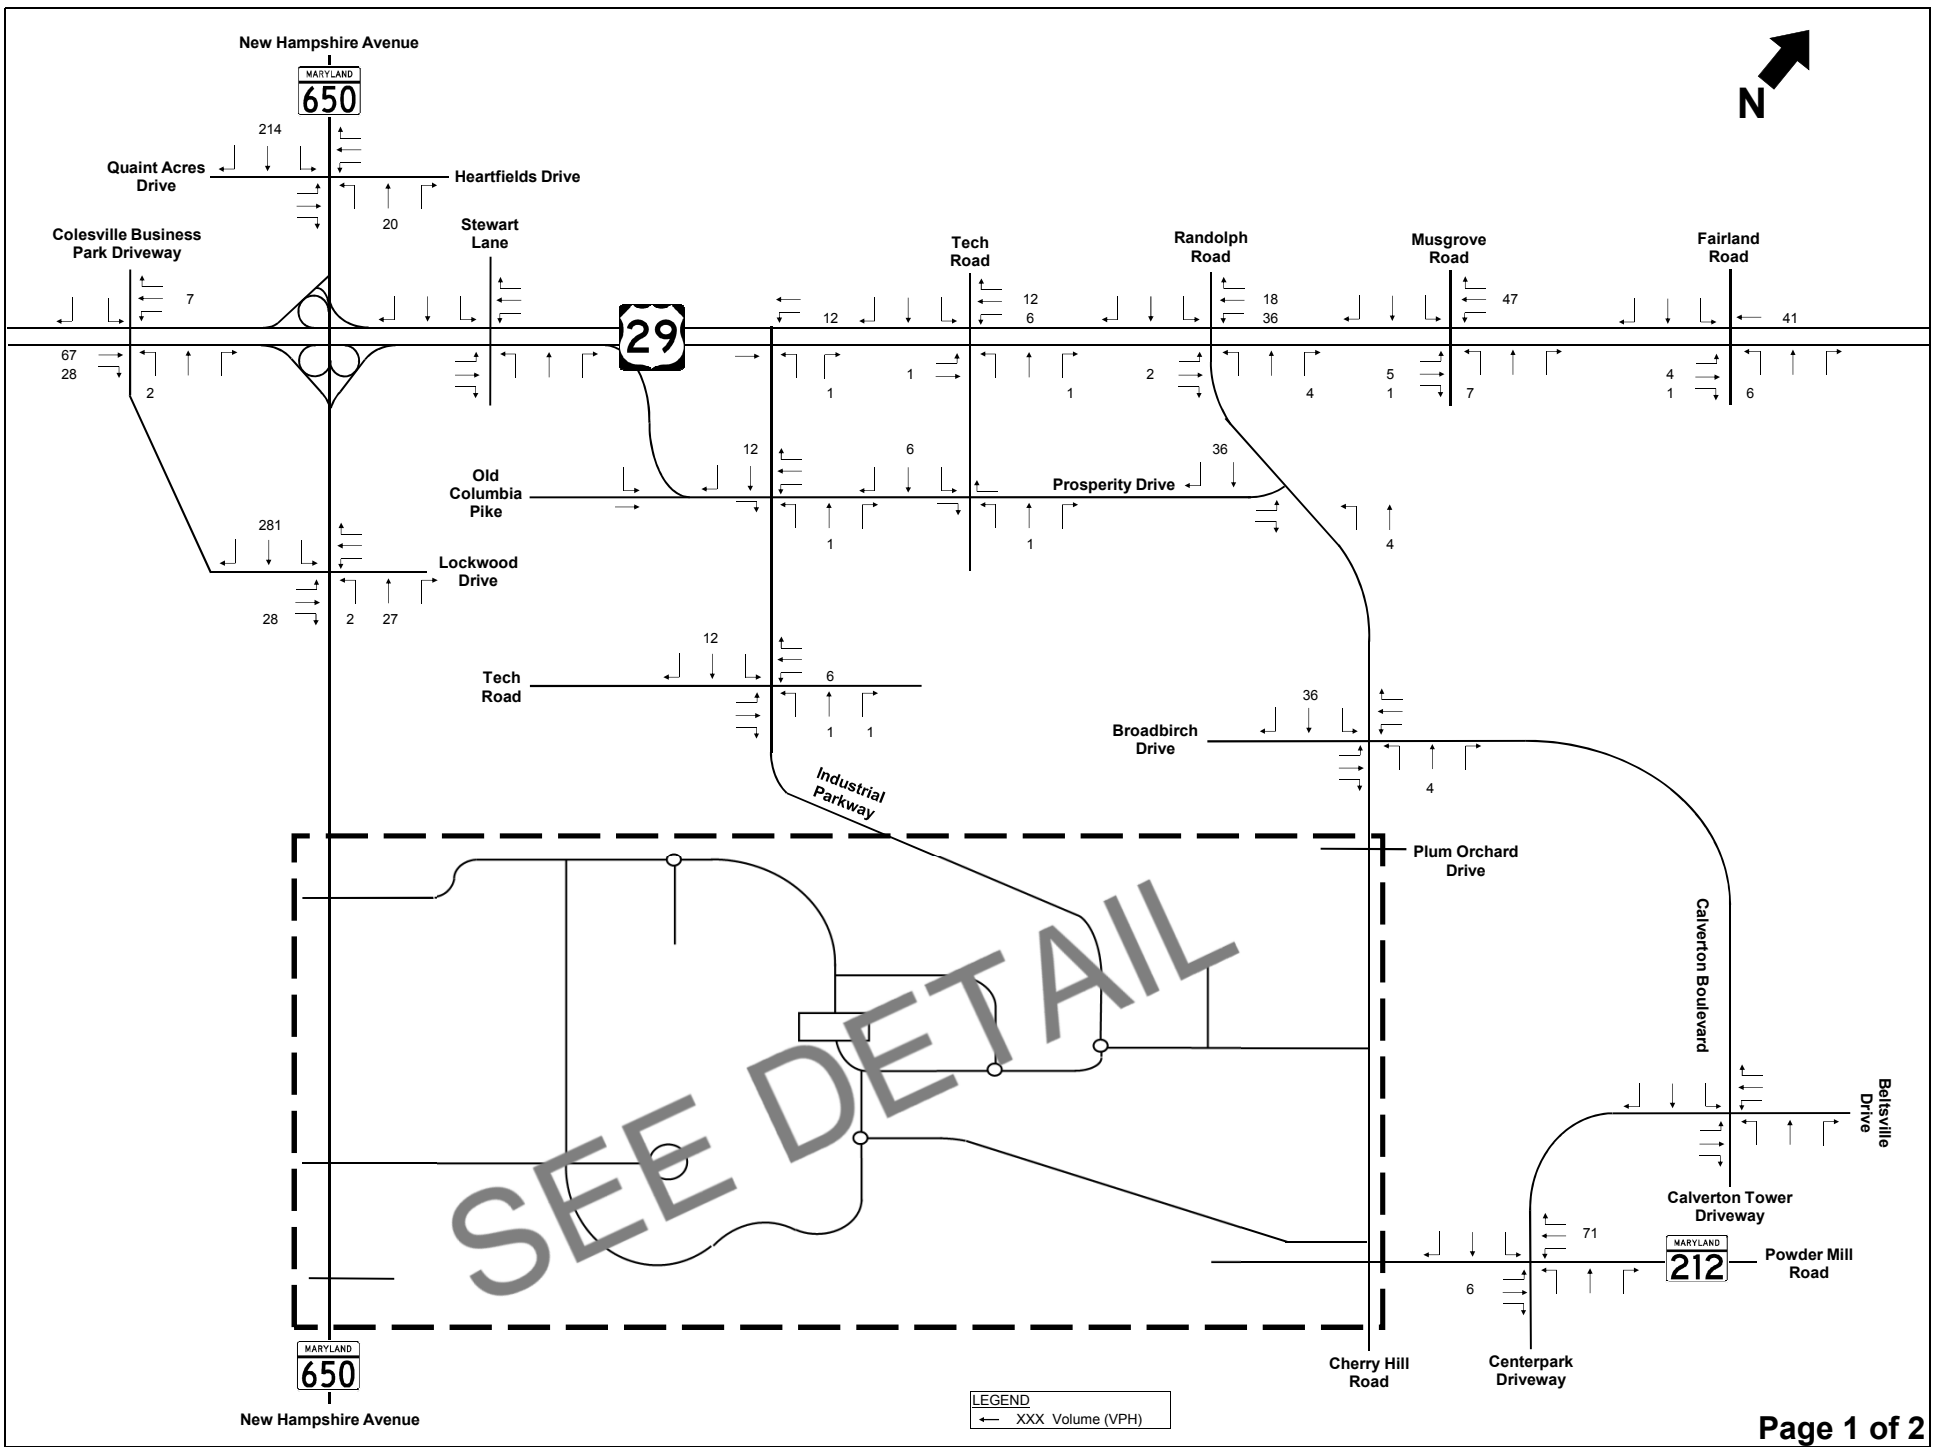 New Hampshire Avenue
MARYLAND
650
N
214
Quaint Acres
Drive
Heartfields Drive
20
Colesville Business
Park Driveway
Stewart
Lane
Tech
Road
Randolph
Road
Musgrove
Road
Fairland
Road
7
12
6
18
36
47
41
12
29
67
28
2
1
1
1
2
4
5
1
7
4
1
6
12
6
36
Old
Columbia
Pike
Prosperity Drive
1
1
4
281
Lockwood
Drive
28
2
27
12
Tech
Road
6
1
1
36
Broadbirch
Drive
4
Industrial
Parkway
Plum Orchard
Drive
Calverton Boulevard
SEE DETAIL
Beltsville
Drive
Calverton Tower
Driveway
71
MARYLAND
212
Powder Mill
Road
6
MARYLAND
650
New Hampshire Avenue
Cherry Hill
Road
Centerpark
Driveway
LEGEND
XXX Volume (VPH)
Page 1 of 2